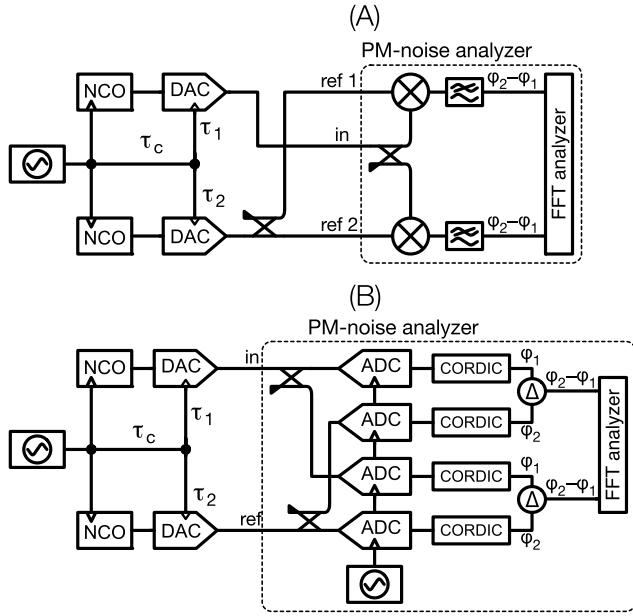 (A)
PM-noise analyzer
NCO
DAC
ref 1
φ₂–φ₁
τ₁
in
τc
FFT analyzer
τ₂
NCO
DAC
ref 2
φ₂–φ₁
(B)
PM-noise analyzer
NCO
DAC
in
ADC
CORDIC
φ₁
Δ
φ₂–φ₁
τ₁
ADC
CORDIC
φ₂
τc
FFT analyzer
ADC
CORDIC
φ₁
Δ
φ₂–φ₁
τ₂
NCO
DAC
ref
ADC
CORDIC
φ₂